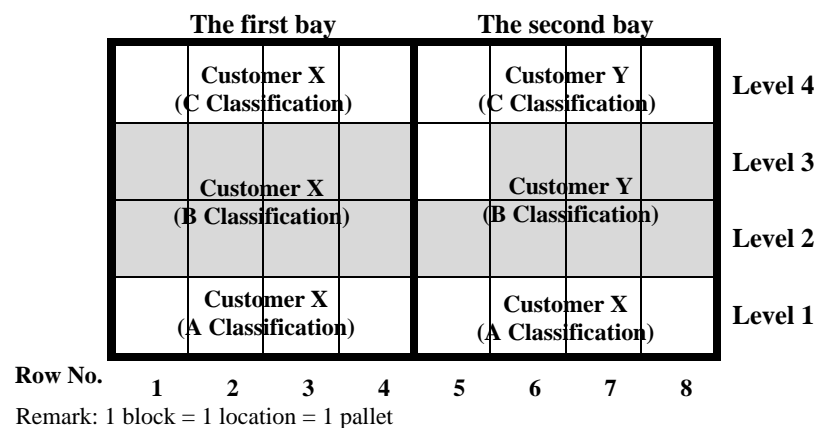 The first bay The second bay
Customer X Customer Y
(C Classification) (C Classification) Level 4
Level 3
Customer X Customer Y
(B Classification) (B Classification)
Level 2
Customer X Customer X
(A Classification) (A Classification) Level 1
Row No. 1 2 3 4 5 6 7 8
Remark: 1 block = 1 location = 1 pallet